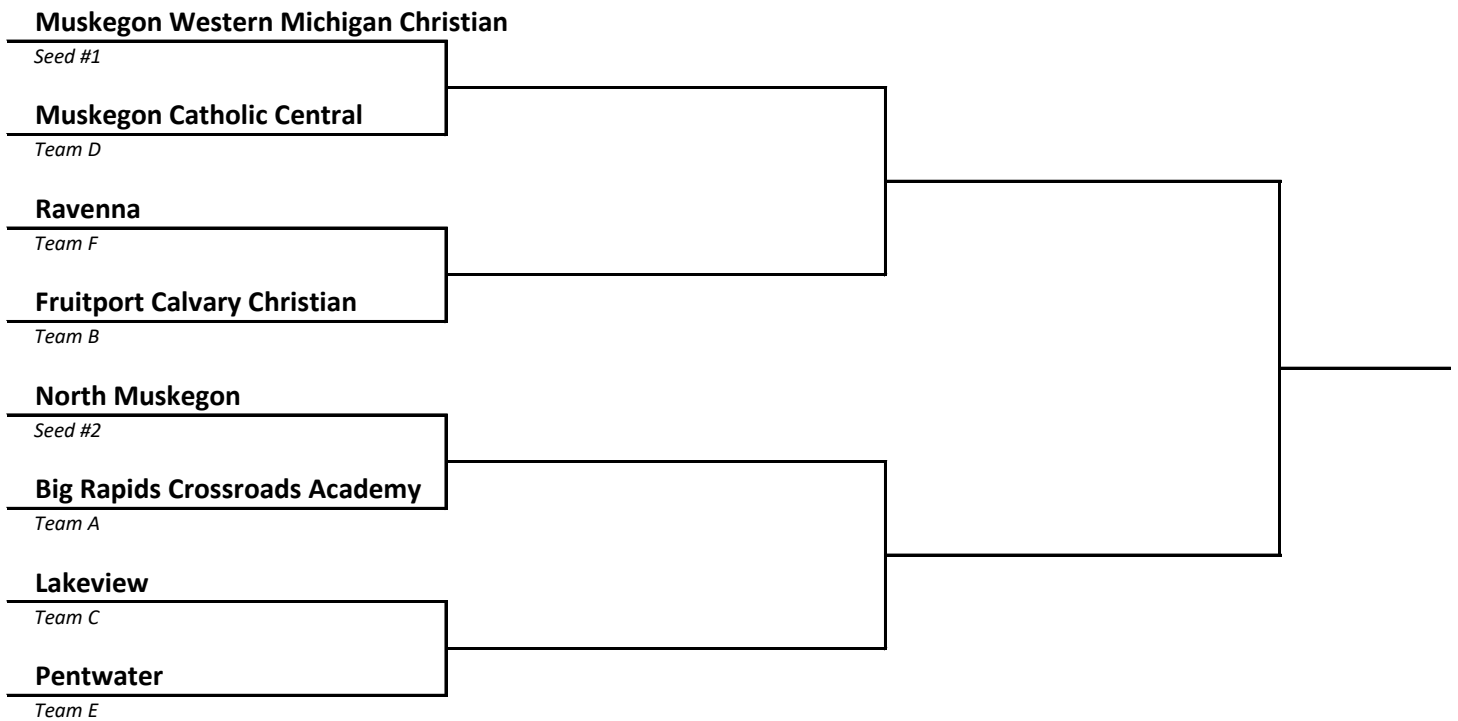 Muskegon Western Michigan Christian
Seed #1
Muskegon Catholic Central
Team D
Ravenna
Team F
Fruitport Calvary Christian
Team B
North Muskegon
Seed #2
Big Rapids Crossroads Academy
Team A
Lakeview
Team C
Pentwater
Team E